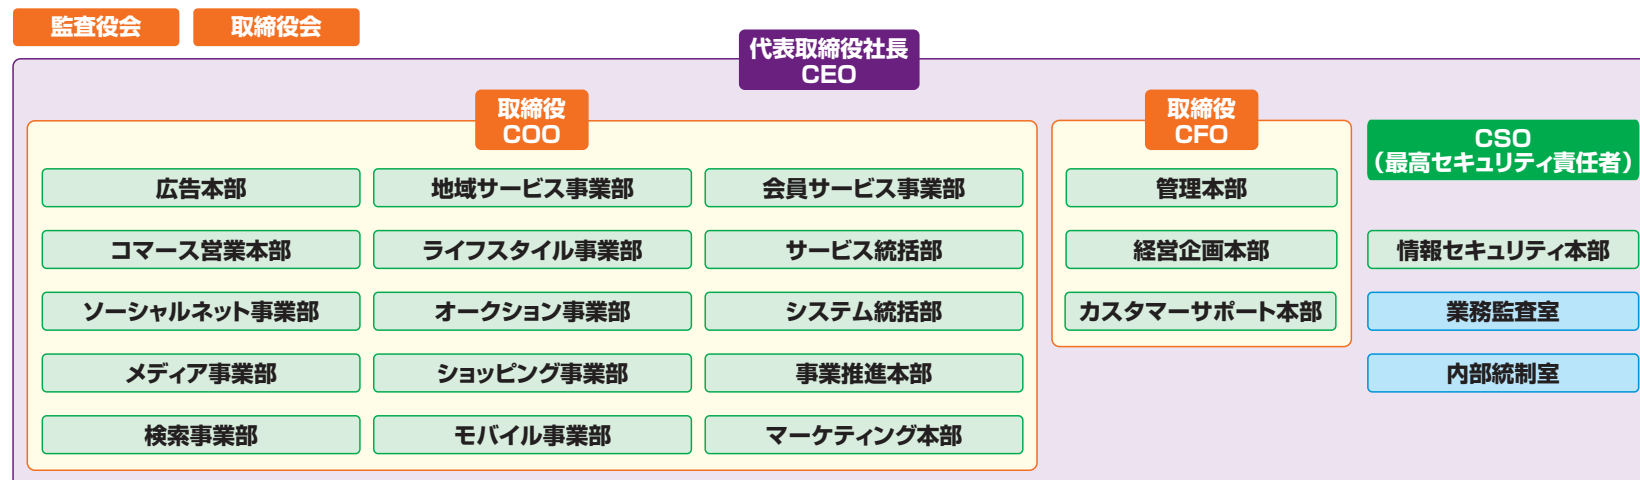 監査役会
取締役会
代表取締役社長
CEO
取締役
COO
広告本部
地域サービス事業部
会員サービス事業部
コマース営業本部
ライフスタイル事業部
サービス統括部
ソーシャルネット事業部
オークション事業部
システム統括部
メディア事業部
ショッピング事業部
事業推進本部
検索事業部
モバイル事業部
マーケティング本部
取締役
CFO
管理本部
経営企画本部
カスタマーサポート本部
CSO
（最高セキュリティ責任者）
情報セキュリティ本部
業務監査室
内部統制室